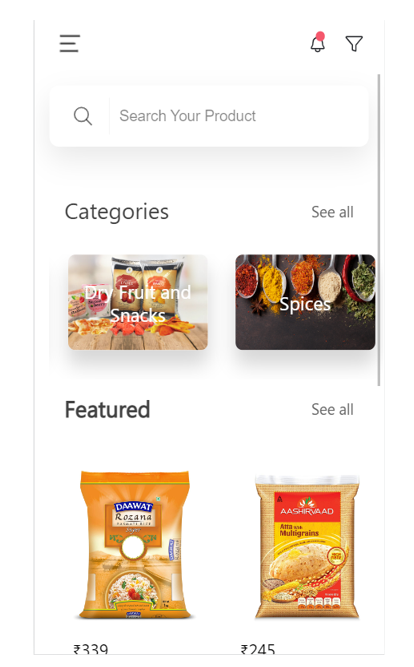 Search Your Product
Categories
See all
Dry Fruit and
Snacks
Spices
Featured
See all
DAAWAT
Rozana
AASHIRVAAD
Atta with
Multigrains
₹339
₹245